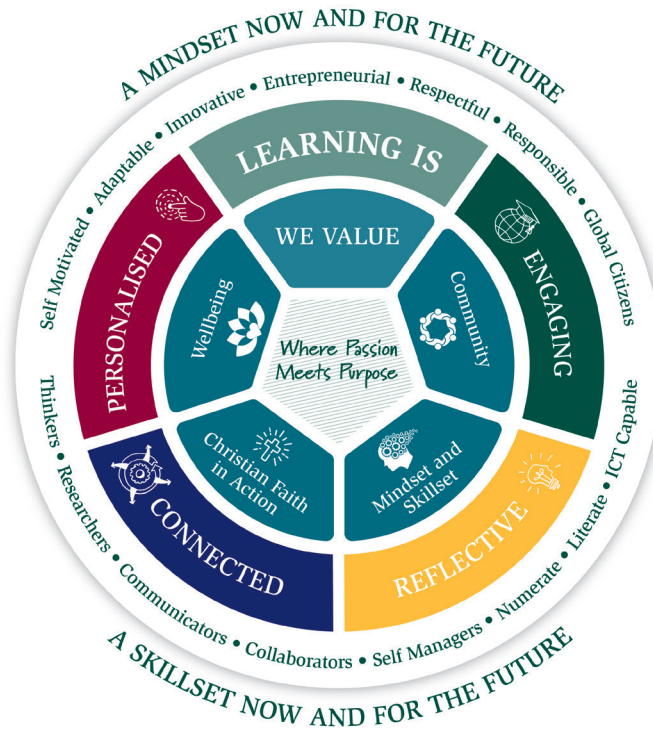 A MINDSET NOW AND FOR THE FUTURE
Self Motivated • Adaptable • Innovative • Entrepreneurial • Respectful • Responsible • Global Citizens
LEARNING IS
PERSONALISED
ENGAGING
WE VALUE
Wellbeing
Community
Where Passion
Meets Purpose
Christian Faith
in Action
Mindset and
Skillset
CONNECTED
REFLECTIVE
Thinkers • Researchers • Communicators • Collaborators • Self Managers • Numerate • Literate • ICT Capable
A SKILLSET NOW AND FOR THE FUTURE